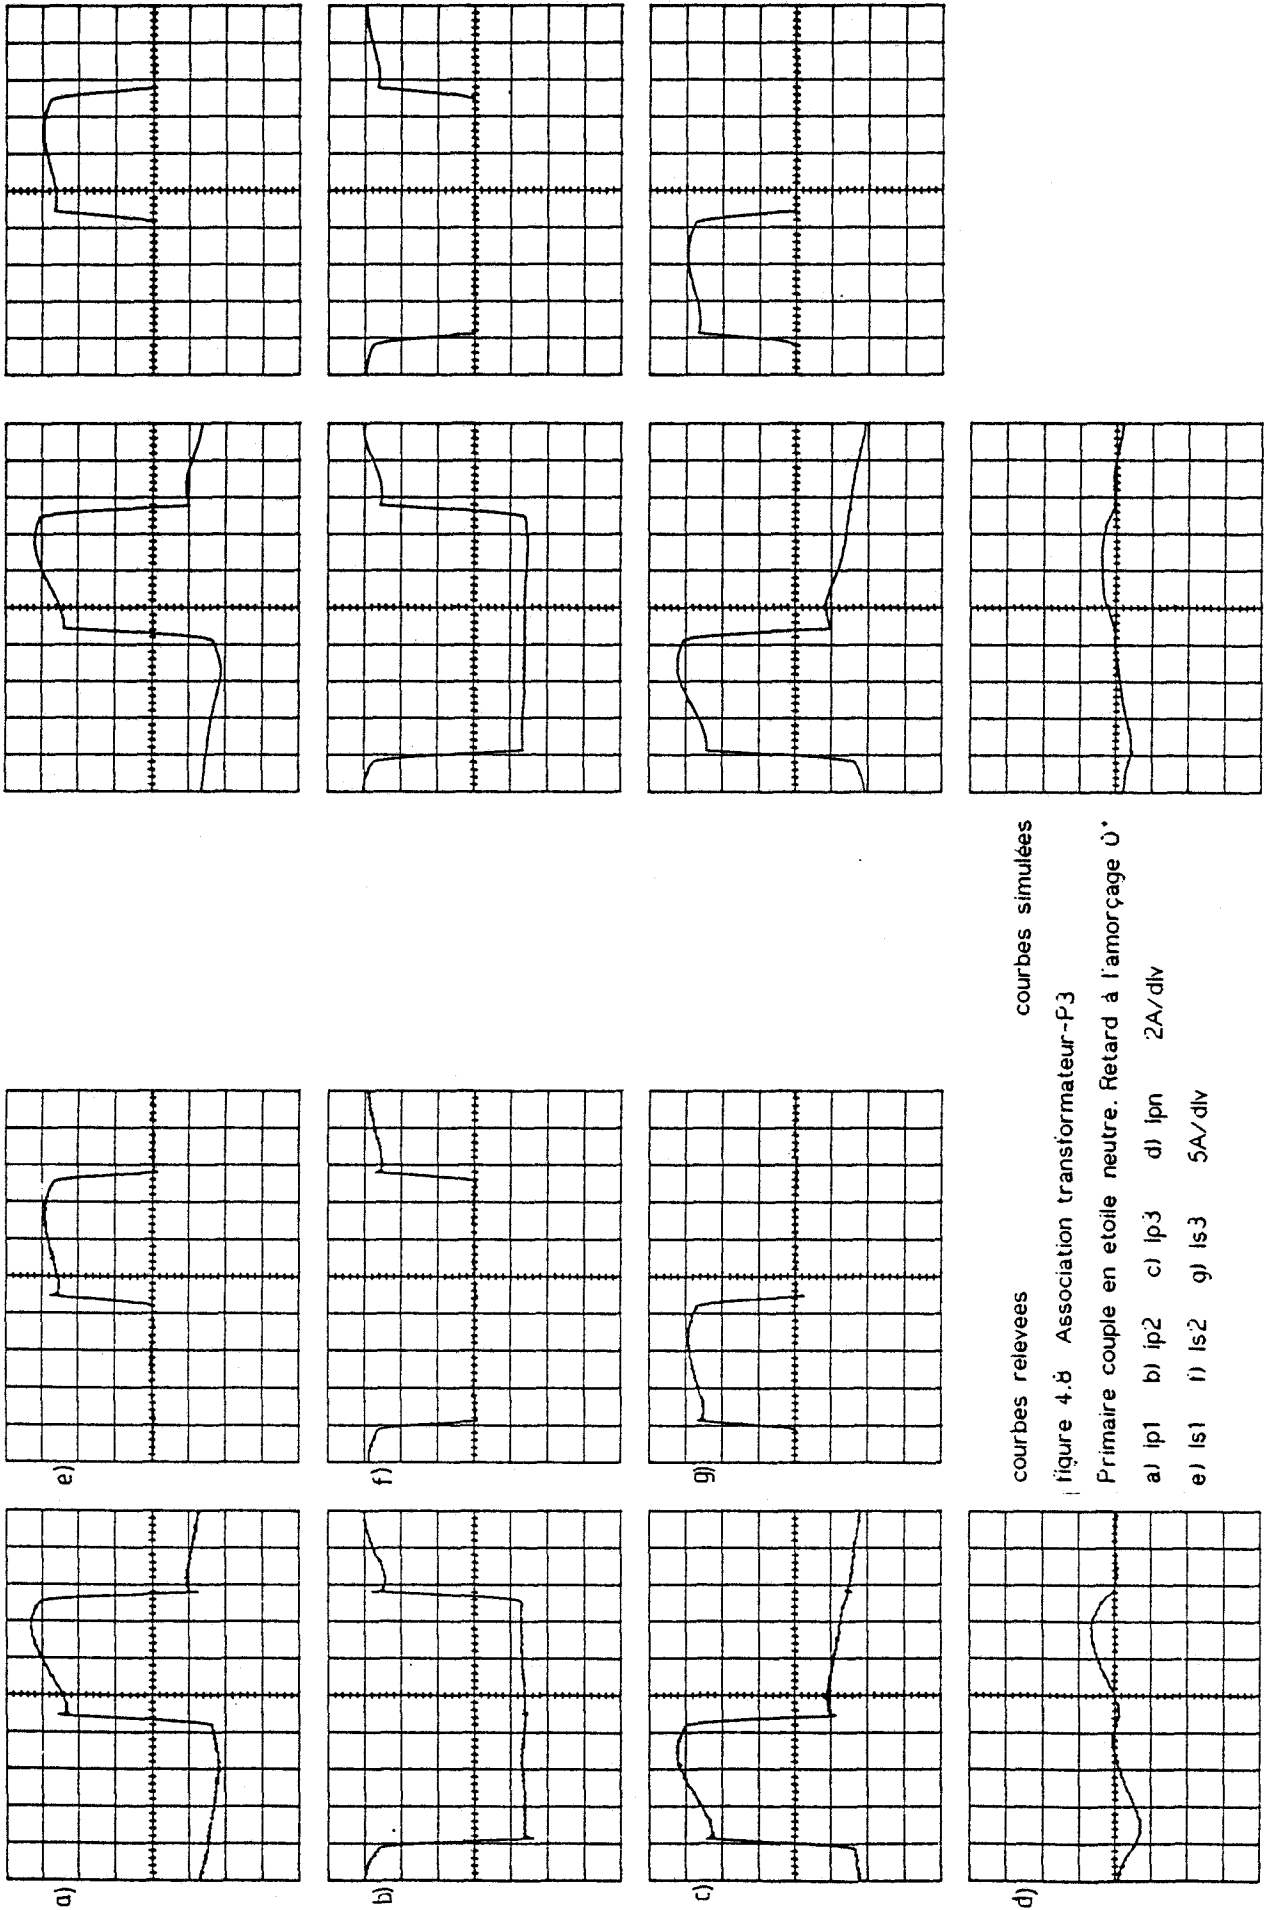 a)
e)
b)
f)
c)
g)
d)
courbes relevees courbes simulées
figure 4.8 Association transformateur-P3
Primaire couple en etoile neutre. Retard à l'amorçage 0°
a) ip1 b) ip2 c) ip3 d) ipn 2A/div
e) is1 f) is2 g) is3 5A/div